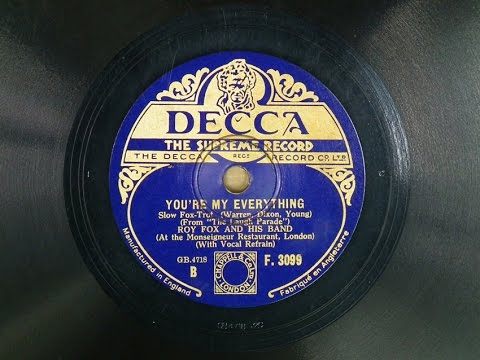 DECCA
THE SUPREME RECORD
THE DECCA REGD RECORD CO. LTD.
YOU'RE MY EVERYTHING
Slow Fox-Trot (Warren, Dixon, Young)
(From "The Laugh Parade")
ROY FOX AND HIS BAND
(At the Monseigneur Restaurant, London)
(With Vocal Refrain)
GB.4718
B
CHAPPELL & Co Ltd
LONDON
F. 3099
Manufactured in England
Fabriqué en Angleterre